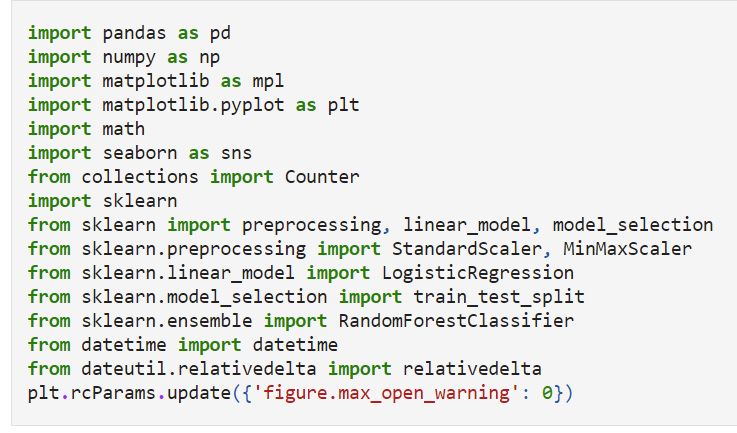 import pandas as pd
import numpy as np
import matplotlib as mpl
import matplotlib.pyplot as plt
import math
import seaborn as sns
from collections import Counter
import sklearn
from sklearn import preprocessing, linear_model, model_selection
from sklearn.preprocessing import StandardScaler, MinMaxScaler
from sklearn.linear_model import LogisticRegression
from sklearn.model_selection import train_test_split
from sklearn.ensemble import RandomForestClassifier
from datetime import datetime
from dateutil.relativedelta import relativedelta
plt.rcParams.update({'figure.max_open_warning': 0})